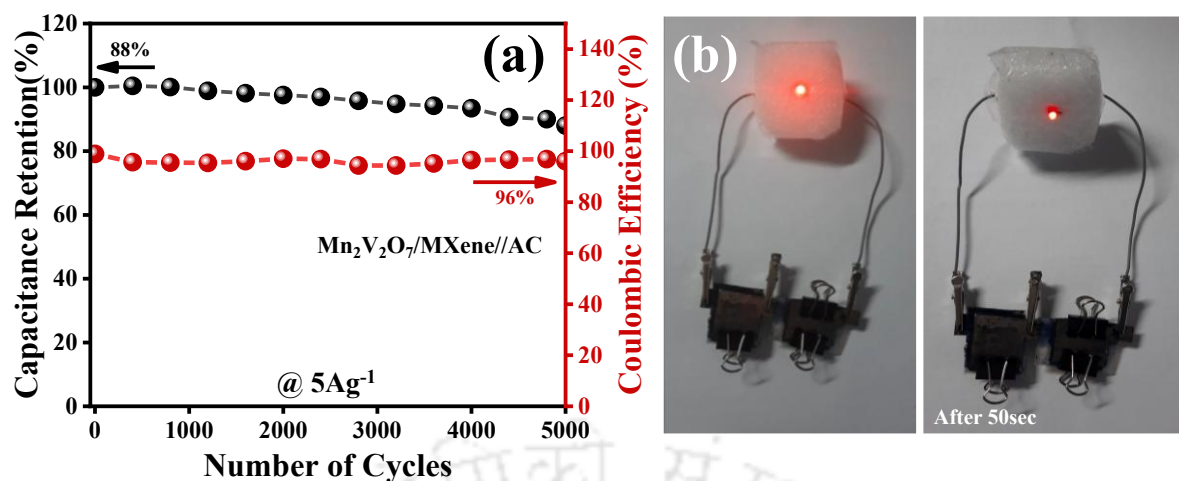 (a)
Capacitance Retention(%)
120
100
80
60
40
20
0
88%
96%
Mn₂V₂O₇/MXene//AC
@ 5Ag⁻¹
0
1000
2000
3000
4000
5000
Number of Cycles
140
120
100
80
60
40
20
0
Coulombic Efficiency (%)
(b)
After 50sec